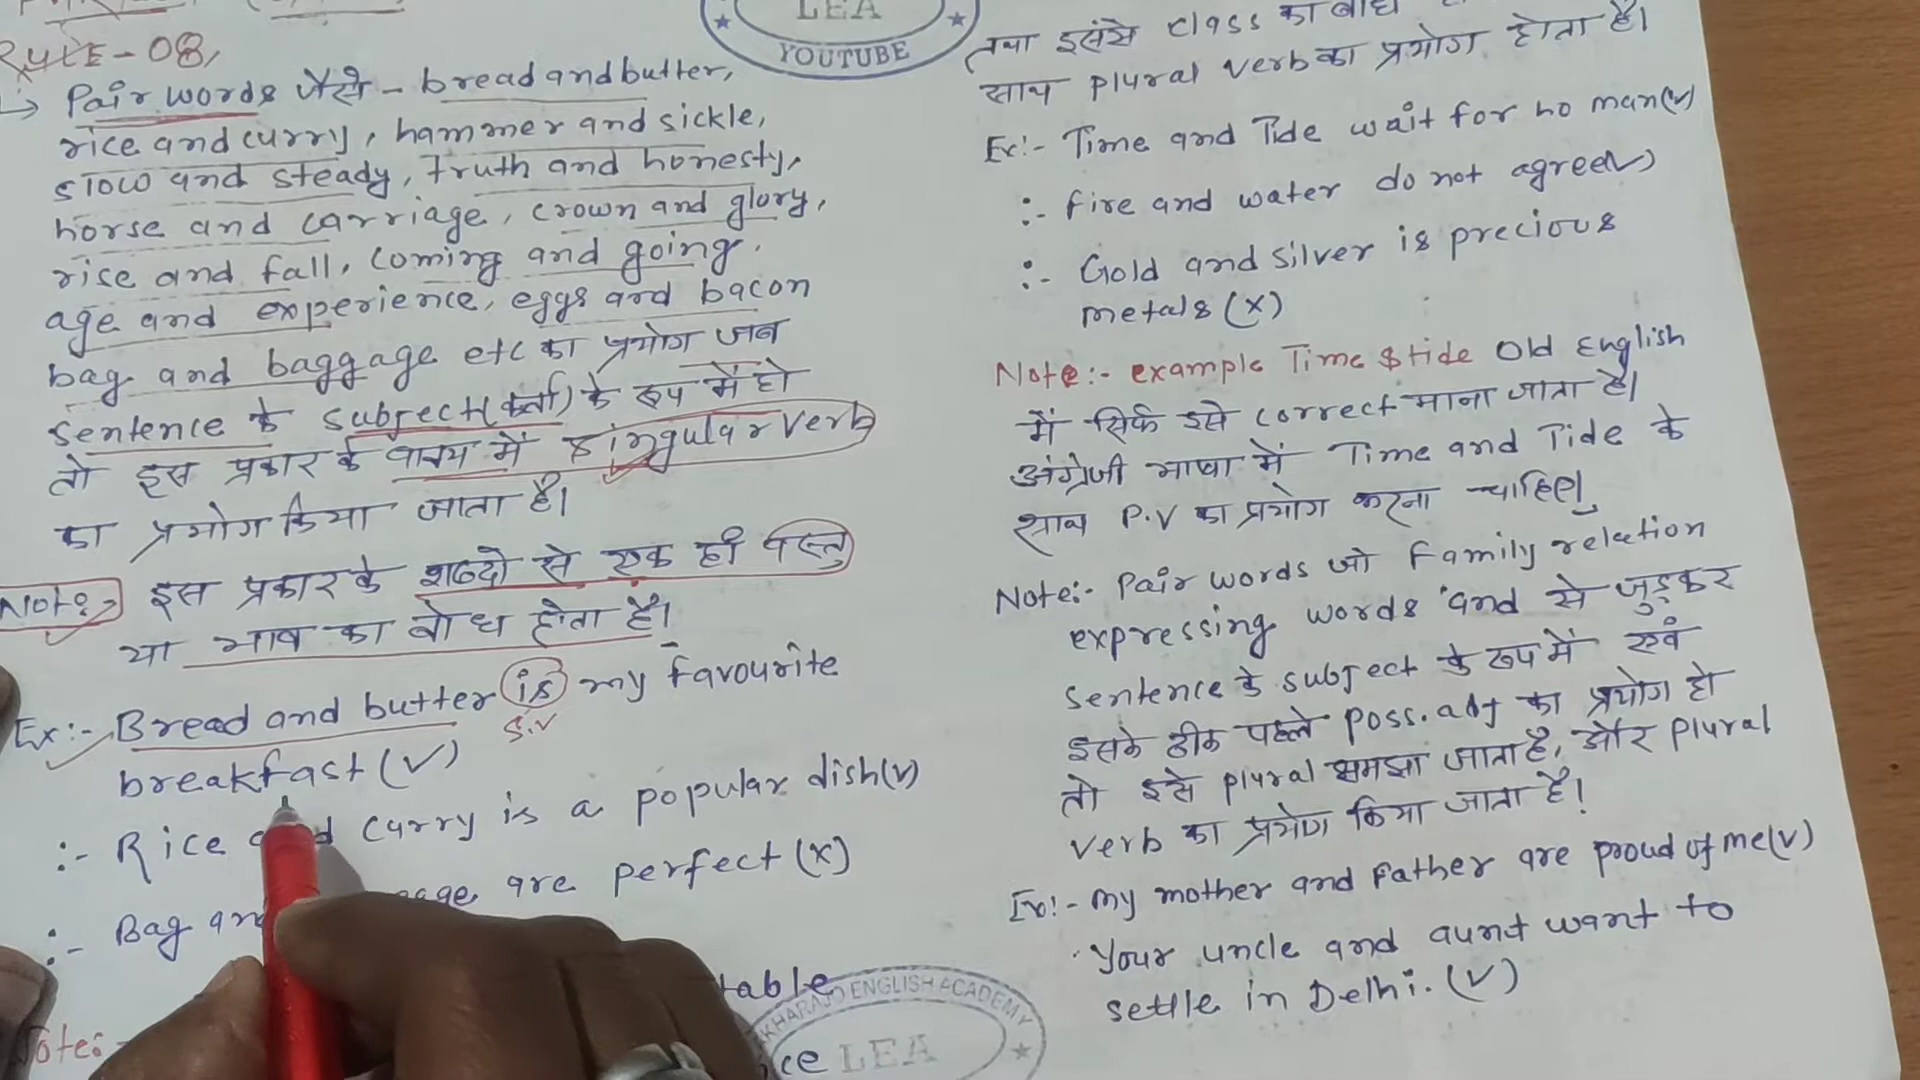 RULE-08,
Pair words जैसे - bread and butter,
rice and curry, hammer and sickle,
slow and steady, truth and honesty,
horse and carriage, crown and glory,
rise and fall, coming and going,
age and experience, eggs and bacon
bag and baggage etc का प्रयोग जब
sentence के subject(कर्ता) के रूप में हो
तो इस प्रकार के वाक्य में singular verb
का प्रयोग किया जाता है।
Note:- इस प्रकार के शब्दो से एक ही वस्तु
या भाव का बोध होता है।
Ex:- Bread and butter is my favourite
S.V
breakfast (✓)
:- Rice and curry is a popular dish(✓)
:- Bag an age are perfect (x)
table
Note:-
ce
LEA
YOUTUBE
तथा इससे class का बोध
साथ plural verb का प्रयोग होता है।
Ex:- Time and Tide wait for no man(✓)
:- fire and water do not agree(✓)
:- Gold and silver is precious
metals (x)
Note:- example Time & tide Old English
में सिर्फ इसे correct माना जाता है।
अंग्रेजी भाषा में Time and Tide के
साथ P.V का प्रयोग करना चाहिए।
Note:- Pair words जो family relation
expressing words 'and से जुड़कर
sentence के subject के रूप में एवं
इसके ठीक पहले poss.adj का प्रयोग हो
तो इसे plural समझा जाता है, और plural
verb का प्रयोग किया जाता है!
Ex:- My mother and Father are proud of me(✓)
Your uncle and aunt want to
settle in Delhi. (✓)
ENGLISH ACADEMY
LEA